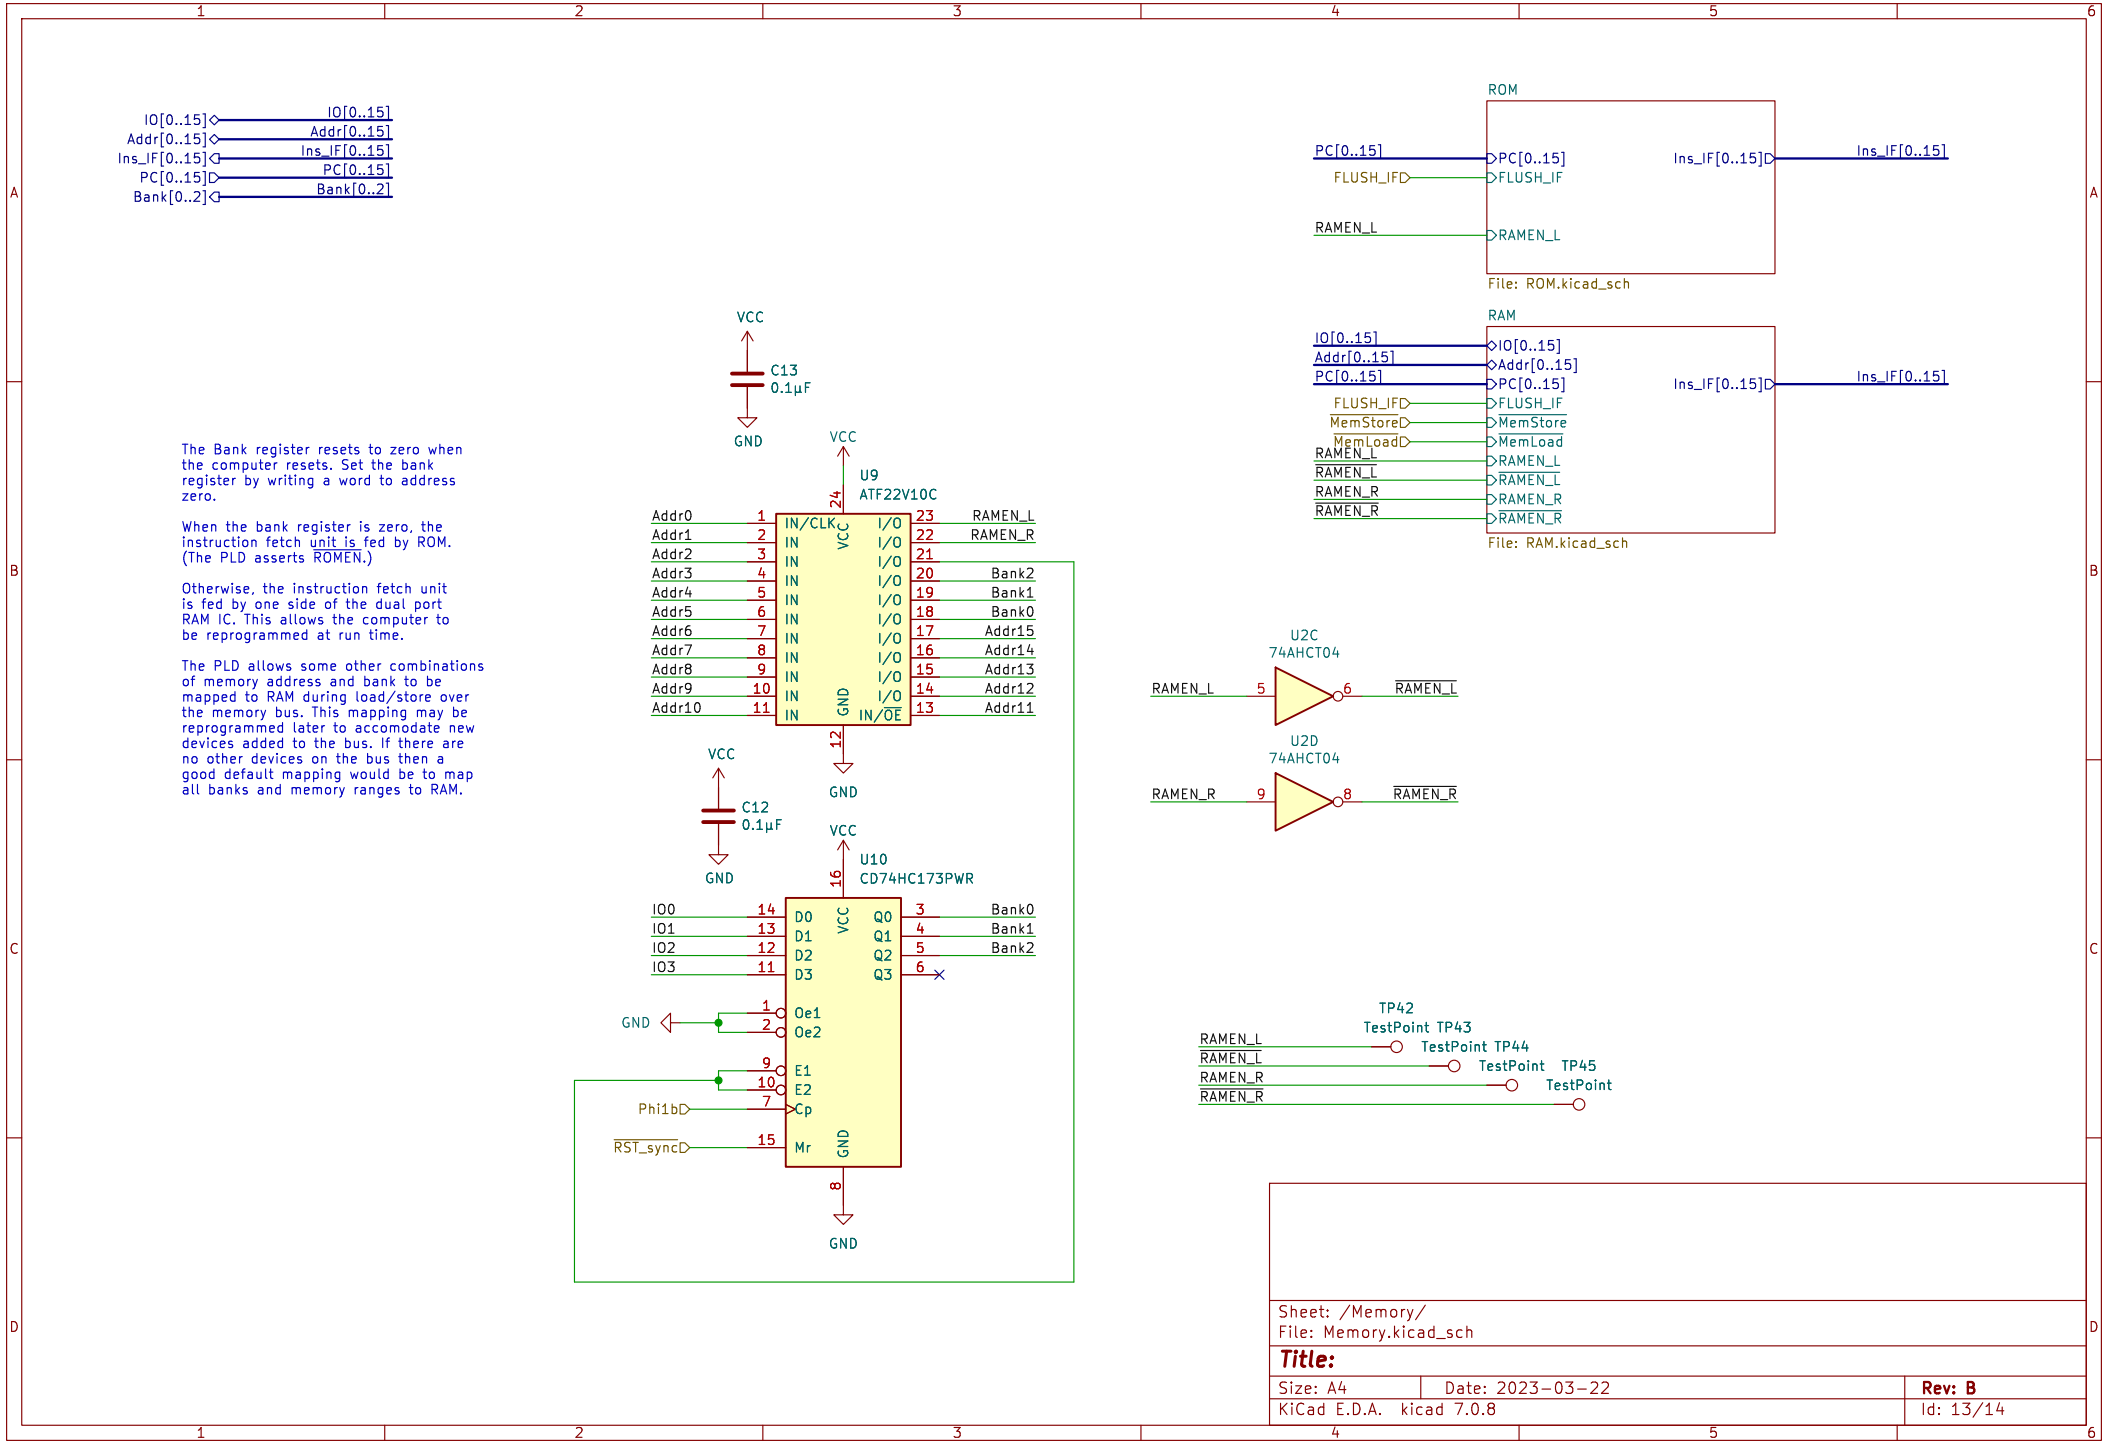 1 2 3 4 5 6
A
B
C
D
IO[0..15] IO[0..15]
Addr[0..15] Addr[0..15]
Ins_IF[0..15] Ins_IF[0..15]
PC[0..15] PC[0..15]
Bank[0..2] Bank[0..2]
The Bank register resets to zero when
the computer resets. Set the bank
register by writing a word to address
zero.
When the bank register is zero, the
instruction fetch unit is fed by ROM.
(The PLD asserts ROMEN.)
Otherwise, the instruction fetch unit
is fed by one side of the dual port
RAM IC. This allows the computer to
be reprogrammed at run time.
The PLD allows some other combinations
of memory address and bank to be
mapped to RAM during load/store over
the memory bus. This mapping may be
reprogrammed later to accomodate new
devices added to the bus. If there are
no other devices on the bus then a
good default mapping would be to map
all banks and memory ranges to RAM.
VCC
C13
0.1µF
GND
VCC
U9
ATF22V10C
24
VCC
Addr0 1 IN/CLK I/O 23 RAMEN_L
Addr1 2 IN I/O 22 RAMEN_R
Addr2 3 IN I/O 21
Addr3 4 IN I/O 20 Bank2
Addr4 5 IN I/O 19 Bank1
Addr5 6 IN I/O 18 Bank0
Addr6 7 IN I/O 17 Addr15
Addr7 8 IN I/O 16 Addr14
Addr8 9 IN I/O 15 Addr13
Addr9 10 IN I/O 14 Addr12
Addr10 11 IN IN/OE 13 Addr11
GND
12
GND
VCC
C12
0.1µF
GND
VCC
U10
CD74HC173PWR
16
VCC
IO0 14 D0 Q0 3 Bank0
IO1 13 D1 Q1 4 Bank1
IO2 12 D2 Q2 5 Bank2
IO3 11 D3 Q3 6
GND
1 Oe1
2 Oe2
9 E1
10 E2
Phi1b 7 Cp
RST_sync 15 Mr
GND
8
GND
ROM
PC[0..15] PC[0..15] Ins_IF[0..15] Ins_IF[0..15]
FLUSH_IF FLUSH_IF
RAMEN_L RAMEN_L
File: ROM.kicad_sch
RAM
IO[0..15] IO[0..15]
Addr[0..15] Addr[0..15]
PC[0..15] PC[0..15] Ins_IF[0..15] Ins_IF[0..15]
FLUSH_IF FLUSH_IF
MemStore MemStore
MemLoad MemLoad
RAMEN_L RAMEN_L
RAMEN_L RAMEN_L
RAMEN_R RAMEN_R
RAMEN_R RAMEN_R
File: RAM.kicad_sch
U2C
74AHCT04
RAMEN_L 5 6 RAMEN_L
U2D
74AHCT04
RAMEN_R 9 8 RAMEN_R
TP42
TestPoint TP43
RAMEN_L TestPoint TP44
RAMEN_L TestPoint TP45
RAMEN_R TestPoint
RAMEN_R
Sheet: /Memory/
File: Memory.kicad_sch
Title:
Size: A4 Date: 2023-03-22 Rev: B
KiCad E.D.A. kicad 7.0.8 Id: 13/14
A
B
C
D
1 2 3 4 5 6